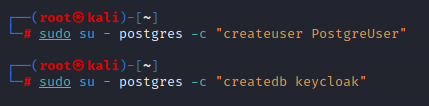 ┌──(root㉿kali)-[~]
└─# sudo su - postgres -c "createuser PostgreUser"
┌──(root㉿kali)-[~]
└─# sudo su - postgres -c "createdb keycloak"